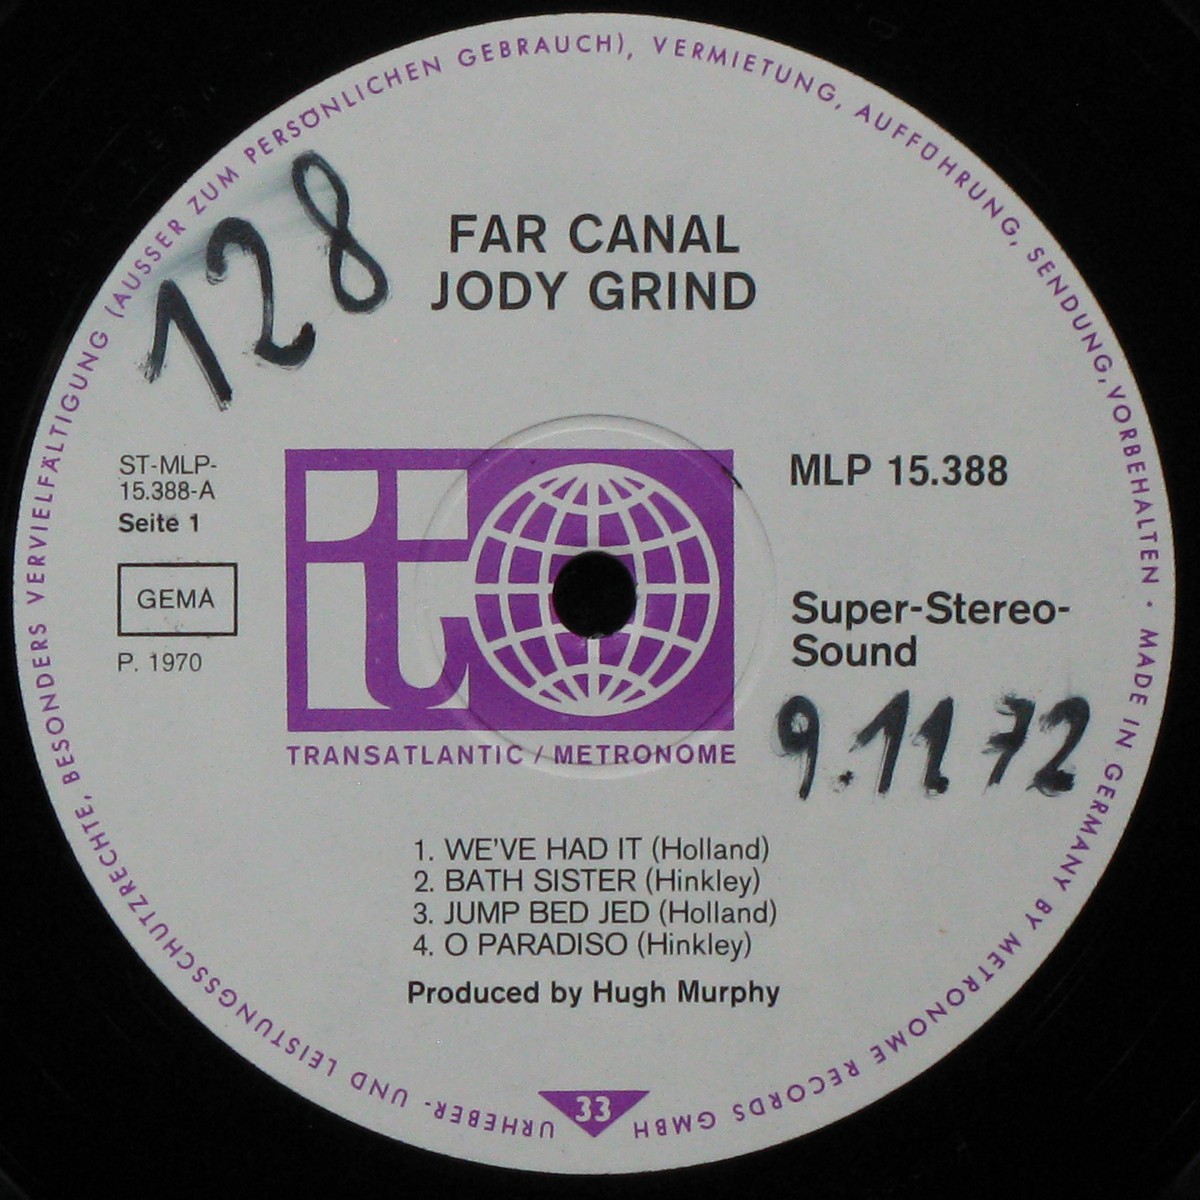 URHEBER- UND LEISTUNGSSCHUTZRECHTE, BESONDERS VERVIELFÄLTIGUNG (AUSSER ZUM PERSÖNLICHEN GEBRAUCH), VERMIETUNG, AUFFÜHRUNG, SENDUNG, VORBEHALTEN · MADE IN GERMANY BY METRONOME RECORDS GMBH
128
FAR CANAL
JODY GRIND
ST-MLP-
15.388-A
Seite 1
GEMA
P. 1970
it
MLP 15.388
Super-Stereo-
Sound
TRANSATLANTIC / METRONOME
9.11 72
1. WE'VE HAD IT (Holland)
2. BATH SISTER (Hinkley)
3. JUMP BED JED (Holland)
4. O PARADISO (Hinkley)
Produced by Hugh Murphy
33